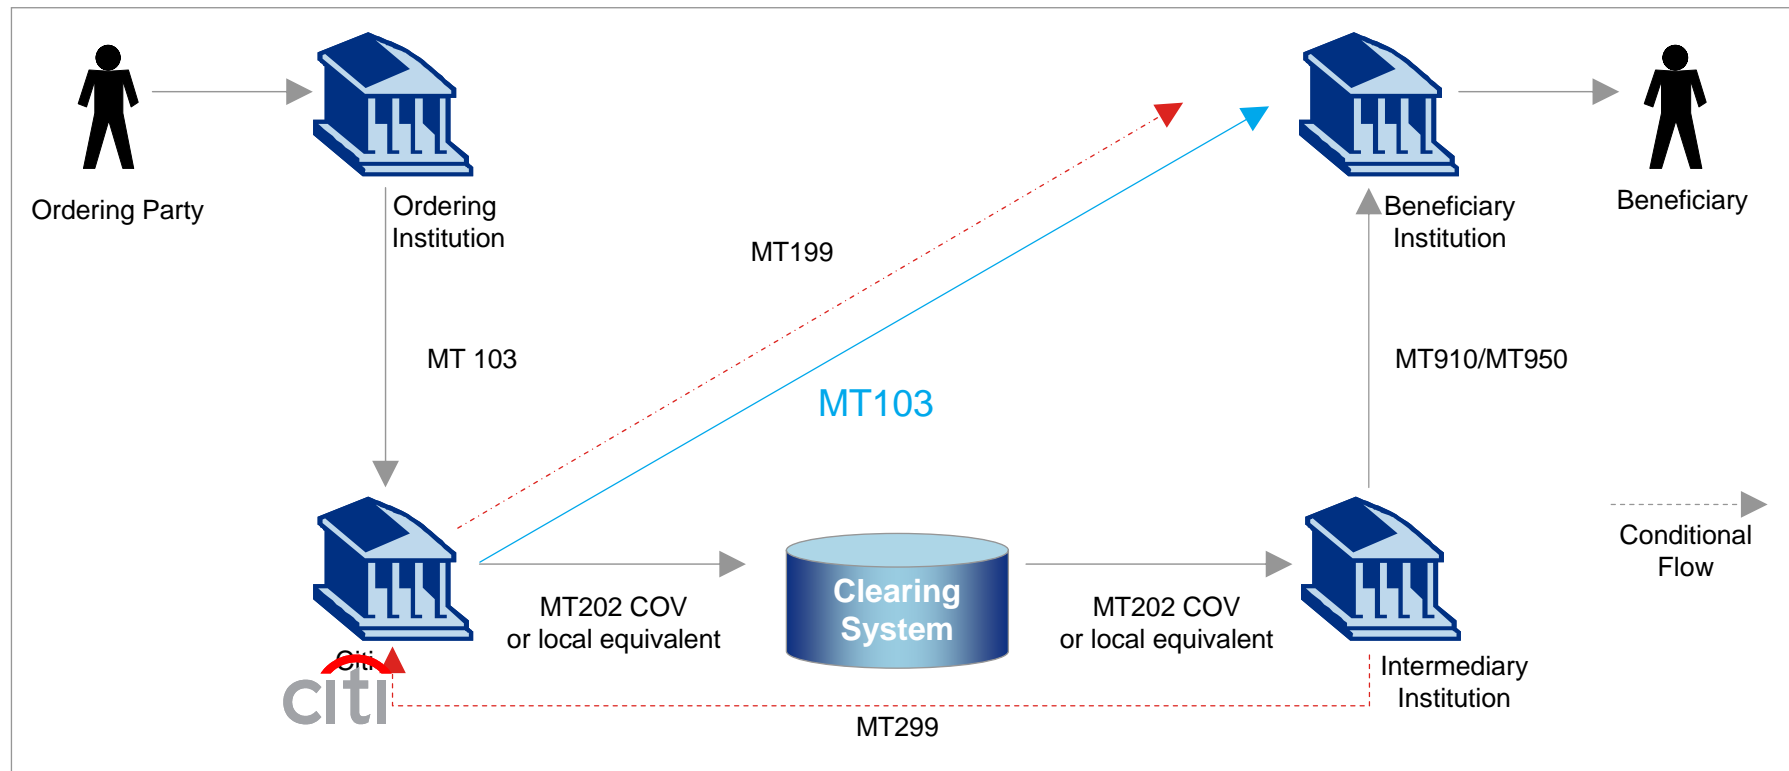 Ordering Party
Ordering
Institution
Beneficiary
Institution
Beneficiary
MT199
MT 103
MT103
MT910/MT950
Conditional
Flow
Clearing
System
MT202 COV
or local equivalent
MT202 COV
or local equivalent
Citi
citi
Intermediary
Institution
MT299